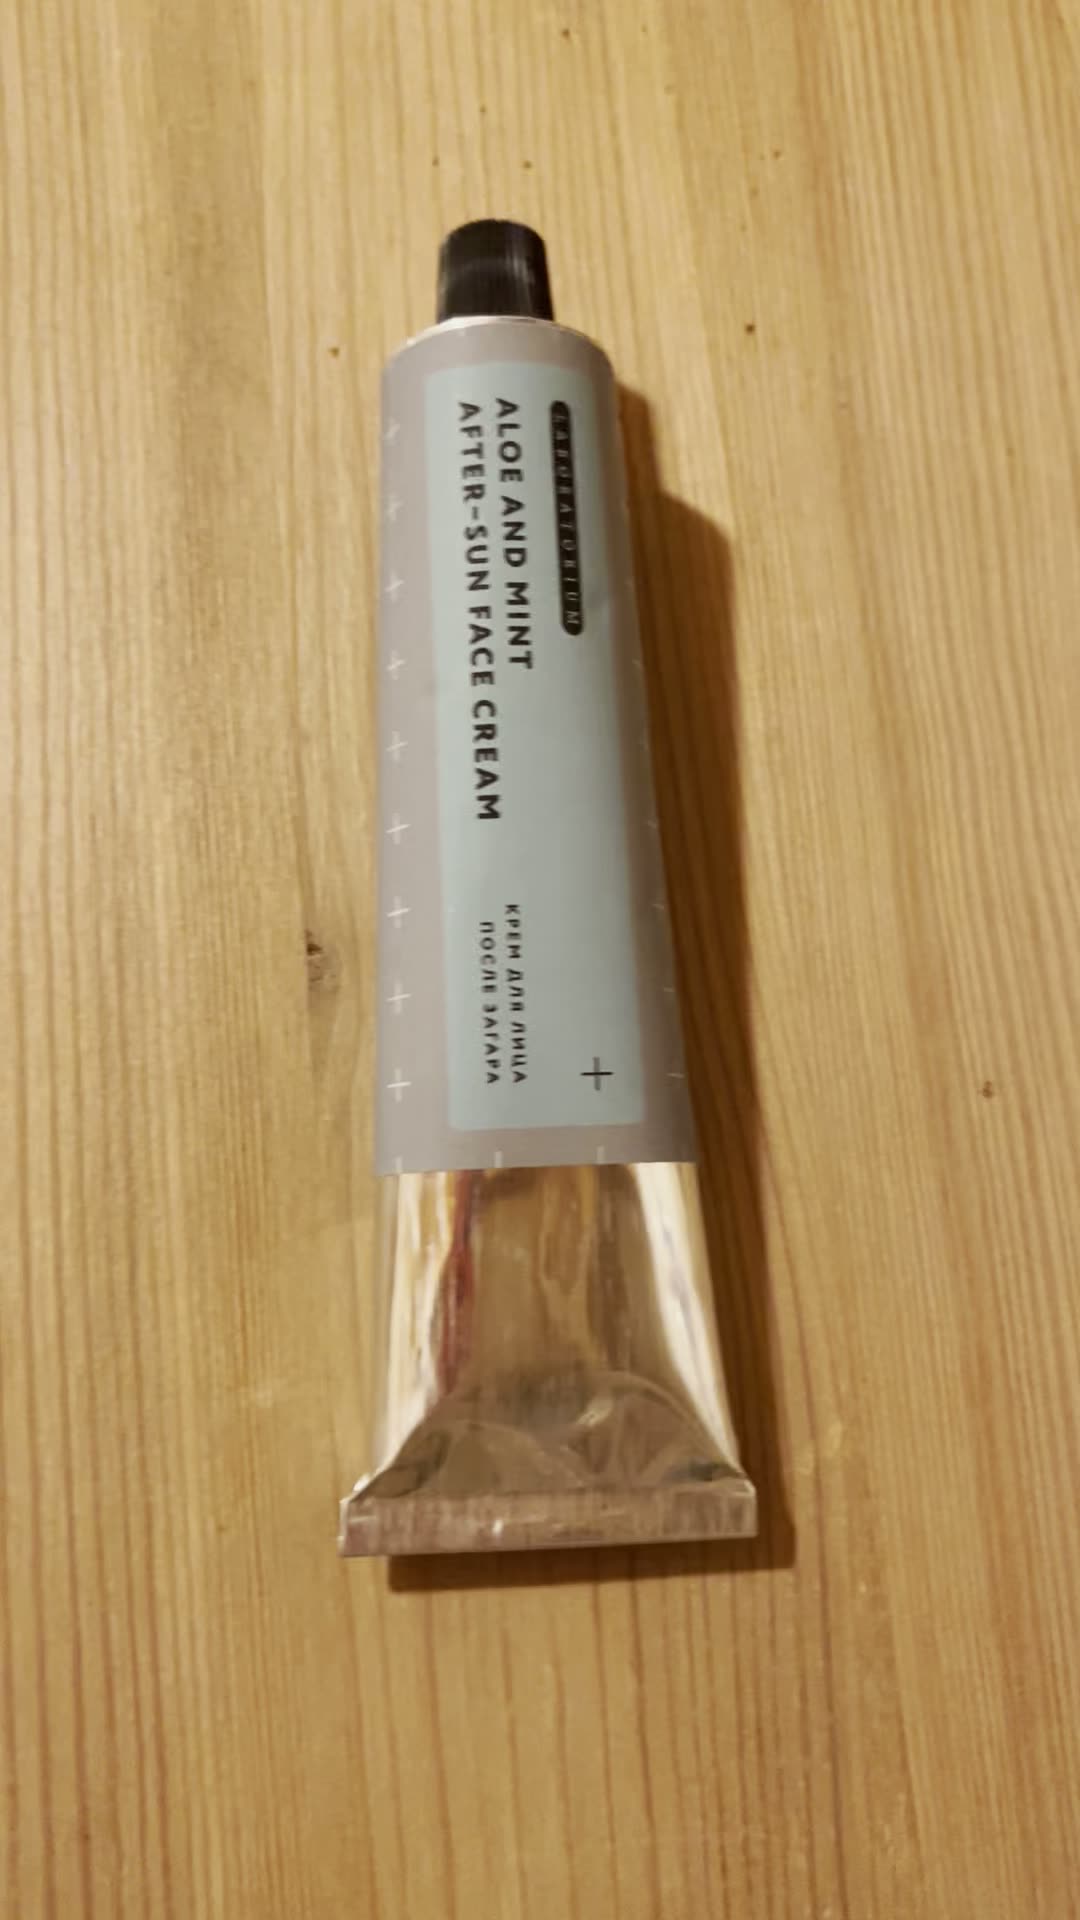 LABORATORIUM
ALOE AND MINT
AFTER-SUN FACE CREAM
КРЕМ ДЛЯ ЛИЦА
ПОСЛЕ ЗАГАРА